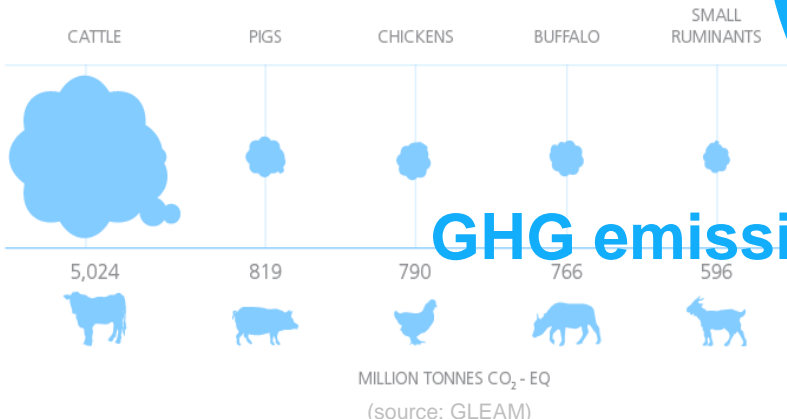 SMALL
CATTLE PIGS CHICKENS BUFFALO RUMINANTS
GHG emissi
5,024 819 790 766 596
MILLION TONNES CO₂ - EQ
(source: GLEAM)